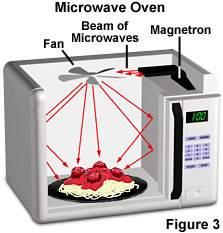 Microwave Oven
Beam of
Microwaves
Magnetron
Fan
1:00
Figure 3